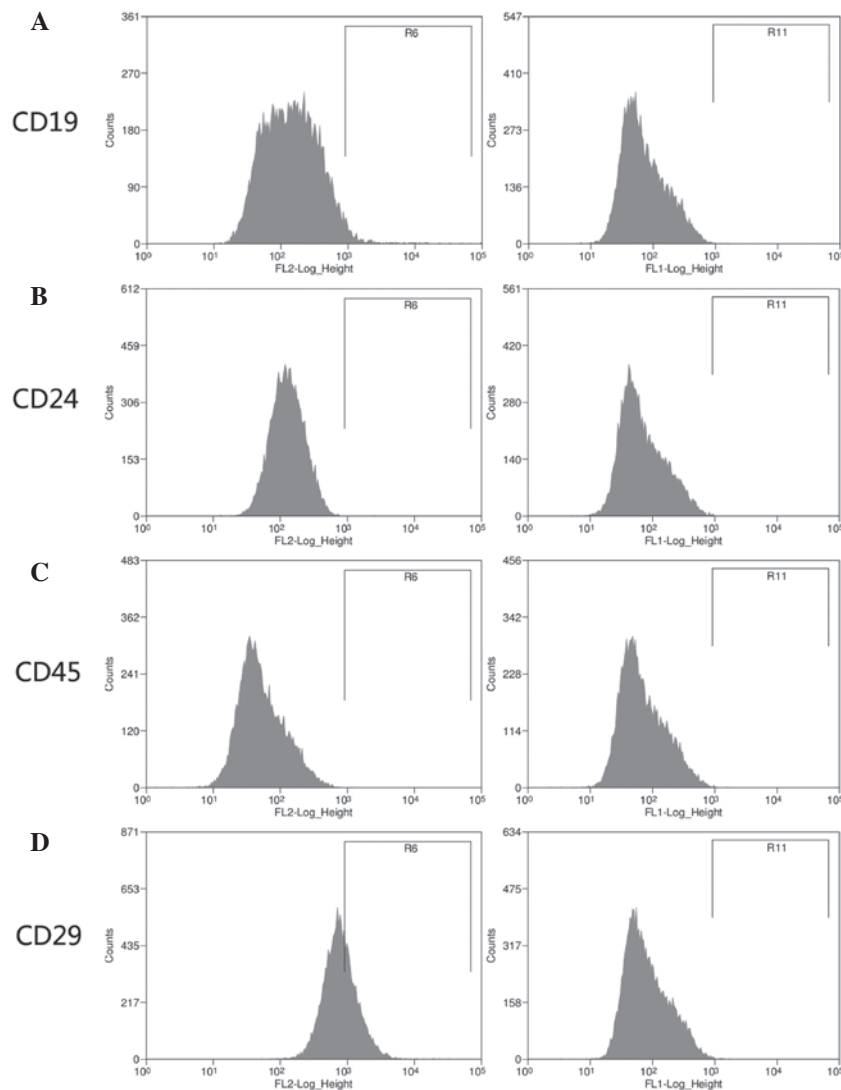 A
CD19
361
270
180
90
0
Counts
R6
10⁰ 10¹ 10² 10³ 10⁴ 10⁵
FL2-Log_Height
547
410
273
136
0
Counts
R11
10⁰ 10¹ 10² 10³ 10⁴ 10⁵
FL1-Log_Height
B
CD24
612
459
306
153
0
Counts
R6
10⁰ 10¹ 10² 10³ 10⁴ 10⁵
FL2-Log_Height
561
420
280
140
0
Counts
R11
10⁰ 10¹ 10² 10³ 10⁴ 10⁵
FL1-Log_Height
C
CD45
483
362
241
120
0
Counts
R6
10⁰ 10¹ 10² 10³ 10⁴ 10⁵
FL2-Log_Height
456
342
228
114
0
Counts
R11
10⁰ 10¹ 10² 10³ 10⁴ 10⁵
FL1-Log_Height
D
CD29
871
653
435
217
0
Counts
R6
10⁰ 10¹ 10² 10³ 10⁴ 10⁵
FL2-Log_Height
634
475
317
158
0
Counts
R11
10⁰ 10¹ 10² 10³ 10⁴ 10⁵
FL1-Log_Height